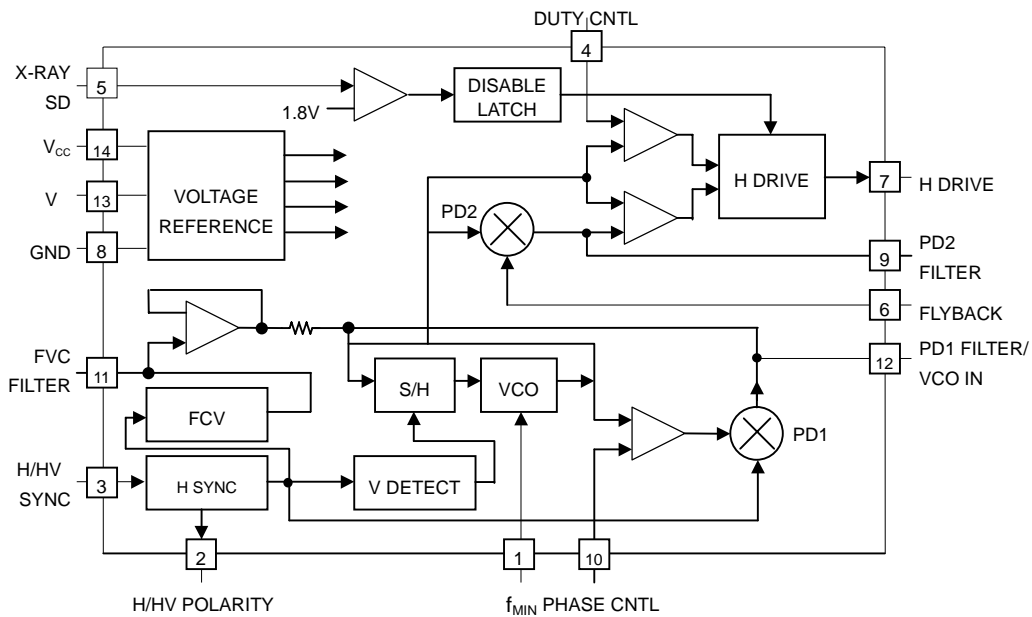 DUTY CNTL
4
X-RAY
SD
5
1.8V
DISABLE
LATCH
V_CC
14
V
13
GND
8
VOLTAGE
REFERENCE
H DRIVE
7
H DRIVE
PD2
9
PD2
FILTER
6
FLYBACK
FVC
FILTER
11
12
PD1 FILTER/
VCO IN
S/H
VCO
FCV
PD1
H/HV
SYNC
3
H SYNC
V DETECT
2
1
10
H/HV POLARITY
f_MIN PHASE CNTL